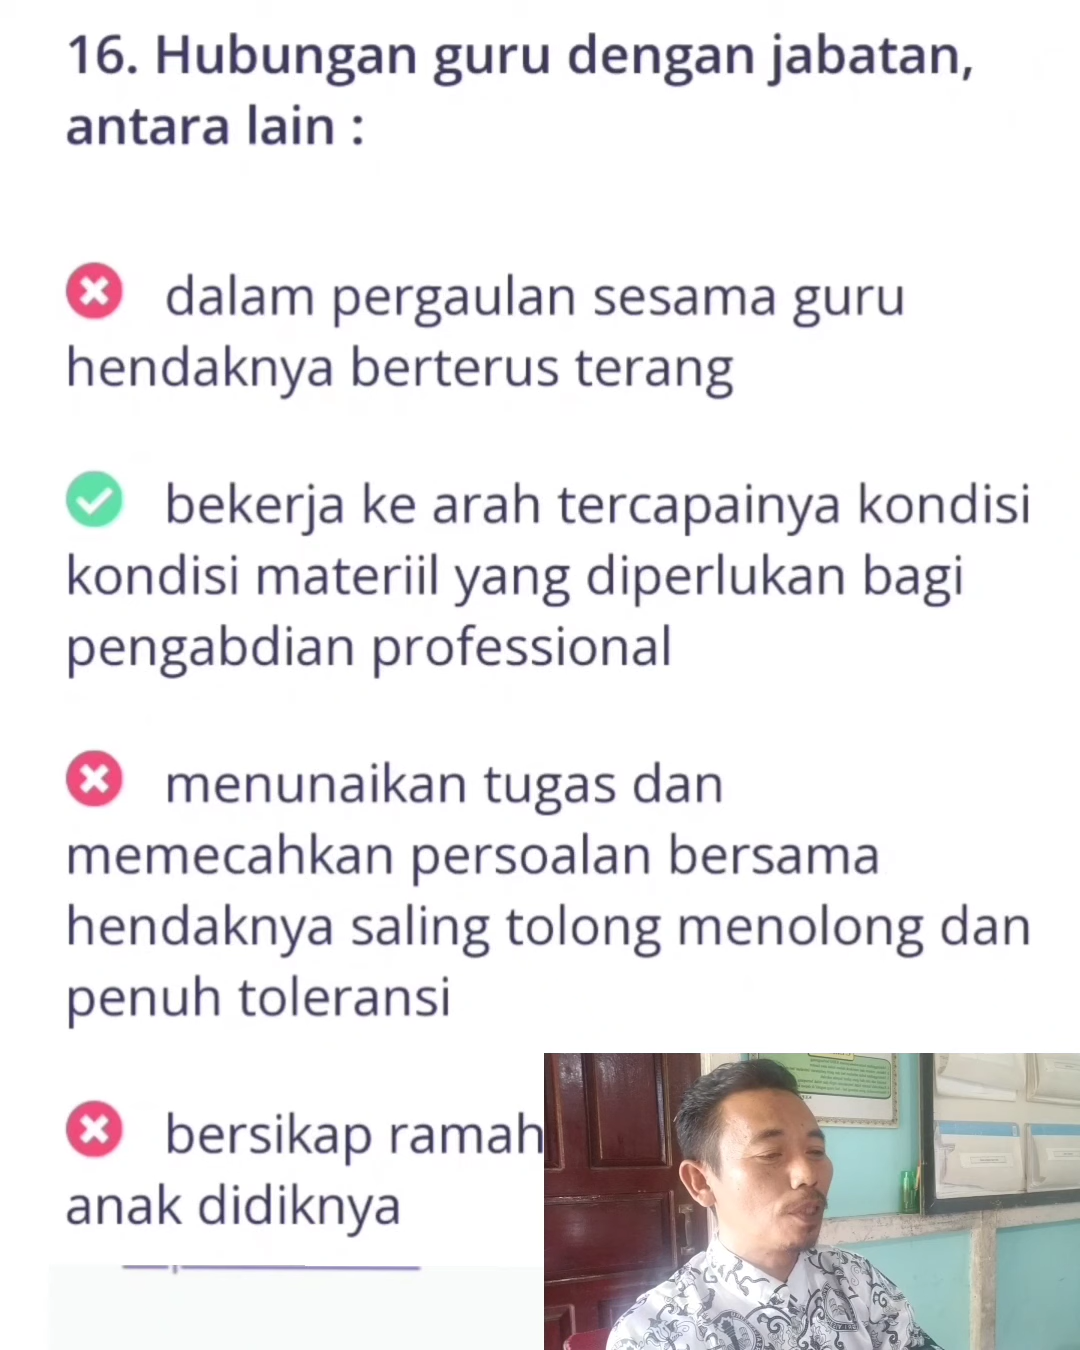 16. Hubungan guru dengan jabatan,
antara lain :
dalam pergaulan sesama guru
hendaknya berterus terang
bekerja ke arah tercapainya kondisi
kondisi materiil yang diperlukan bagi
pengabdian professional
menunaikan tugas dan
memecahkan persoalan bersama
hendaknya saling tolong menolong dan
penuh toleransi
bersikap ramah
anak didiknya